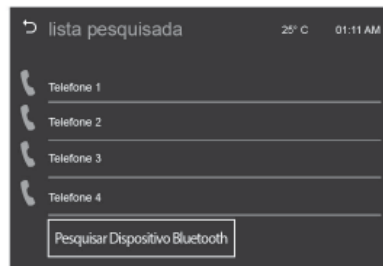 lista pesquisada 25° C 01:11 AM
Telefone 1
Telefone 2
Telefone 3
Telefone 4
Pesquisar Dispositivo Bluetooth